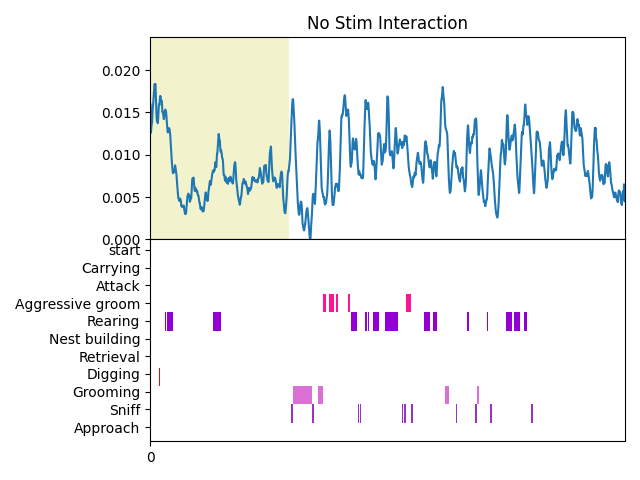 No Stim Interaction
0.020
0.015
0.010
0.005
0.000
start
Carrying
Attack
Aggressive groom
Rearing
Nest building
Retrieval
Digging
Grooming
Sniff
Approach
0